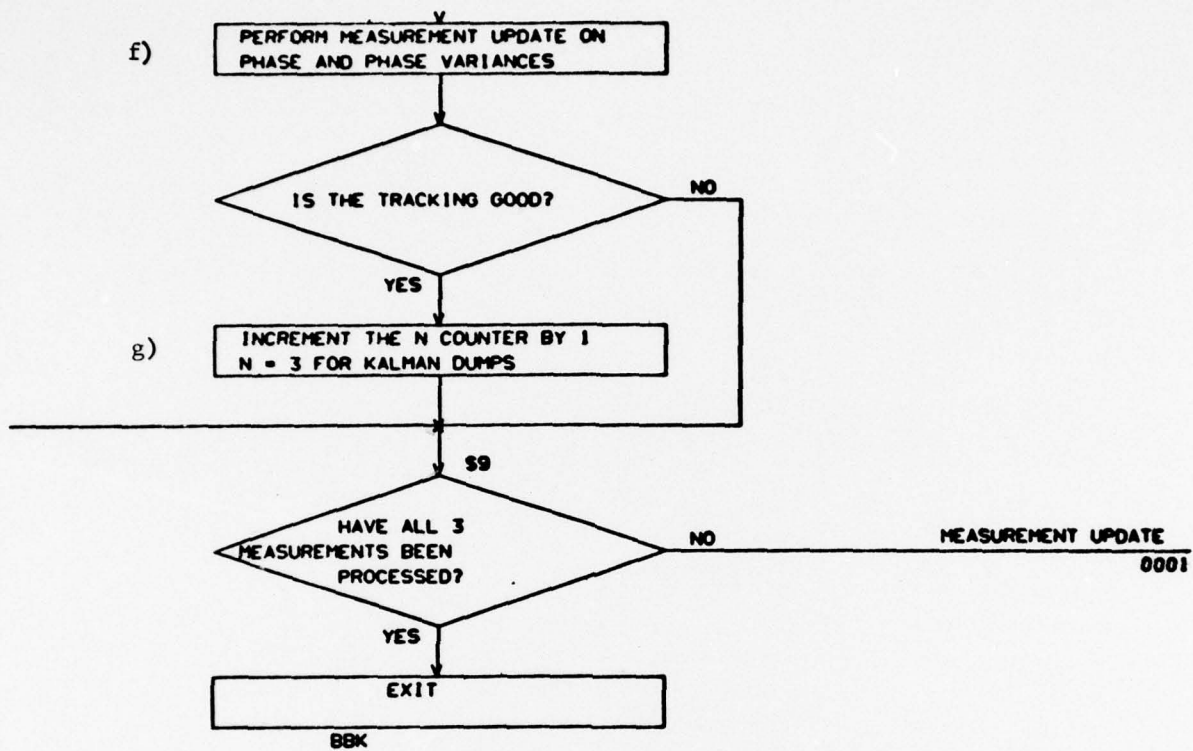 f)
PERFORM MEASUREMENT UPDATE ON
PHASE AND PHASE VARIANCES
IS THE TRACKING GOOD?
NO
YES
g)
INCREMENT THE N COUNTER BY 1
N = 3 FOR KALMAN DUMPS
S9
HAVE ALL 3
MEASUREMENTS BEEN
PROCESSED?
NO
MEASUREMENT UPDATE
0001
YES
EXIT
BBK